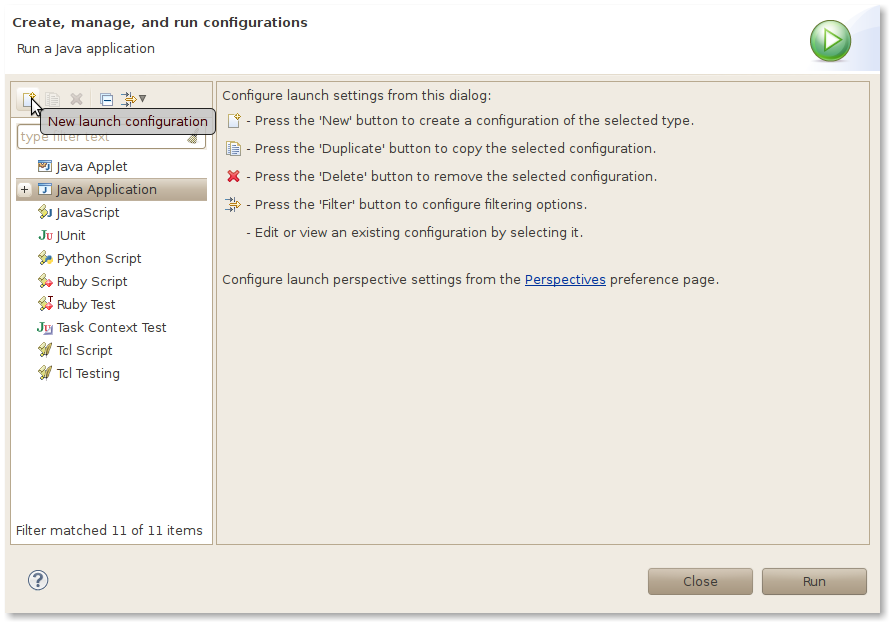 Create, manage, and run configurations
Run a Java application
New launch configuration
type filter text
Java Applet
Java Application
JavaScript
JUnit
Python Script
Ruby Script
Ruby Test
Task Context Test
Tcl Script
Tcl Testing
Filter matched 11 of 11 items
Configure launch settings from this dialog:
- Press the 'New' button to create a configuration of the selected type.
- Press the 'Duplicate' button to copy the selected configuration.
- Press the 'Delete' button to remove the selected configuration.
- Press the 'Filter' button to configure filtering options.
- Edit or view an existing configuration by selecting it.
Configure launch perspective settings from the Perspectives preference page.
Close
Run